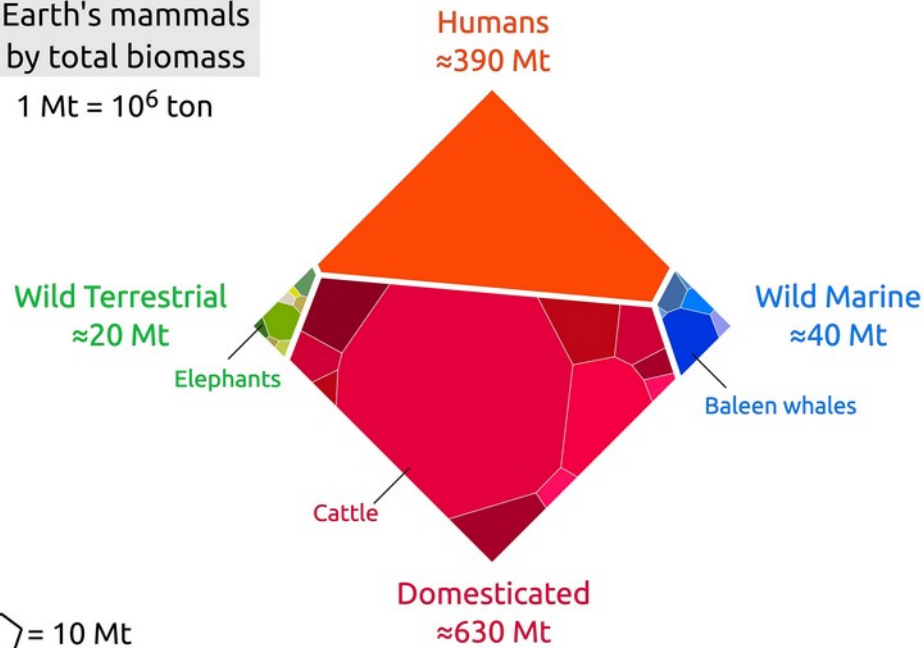 Earth's mammals
by total biomass
1 Mt = 10⁶ ton
Humans
≈390 Mt
Wild Terrestrial
≈20 Mt
Elephants
Wild Marine
≈40 Mt
Baleen whales
Cattle
Domesticated
≈630 Mt
= 10 Mt